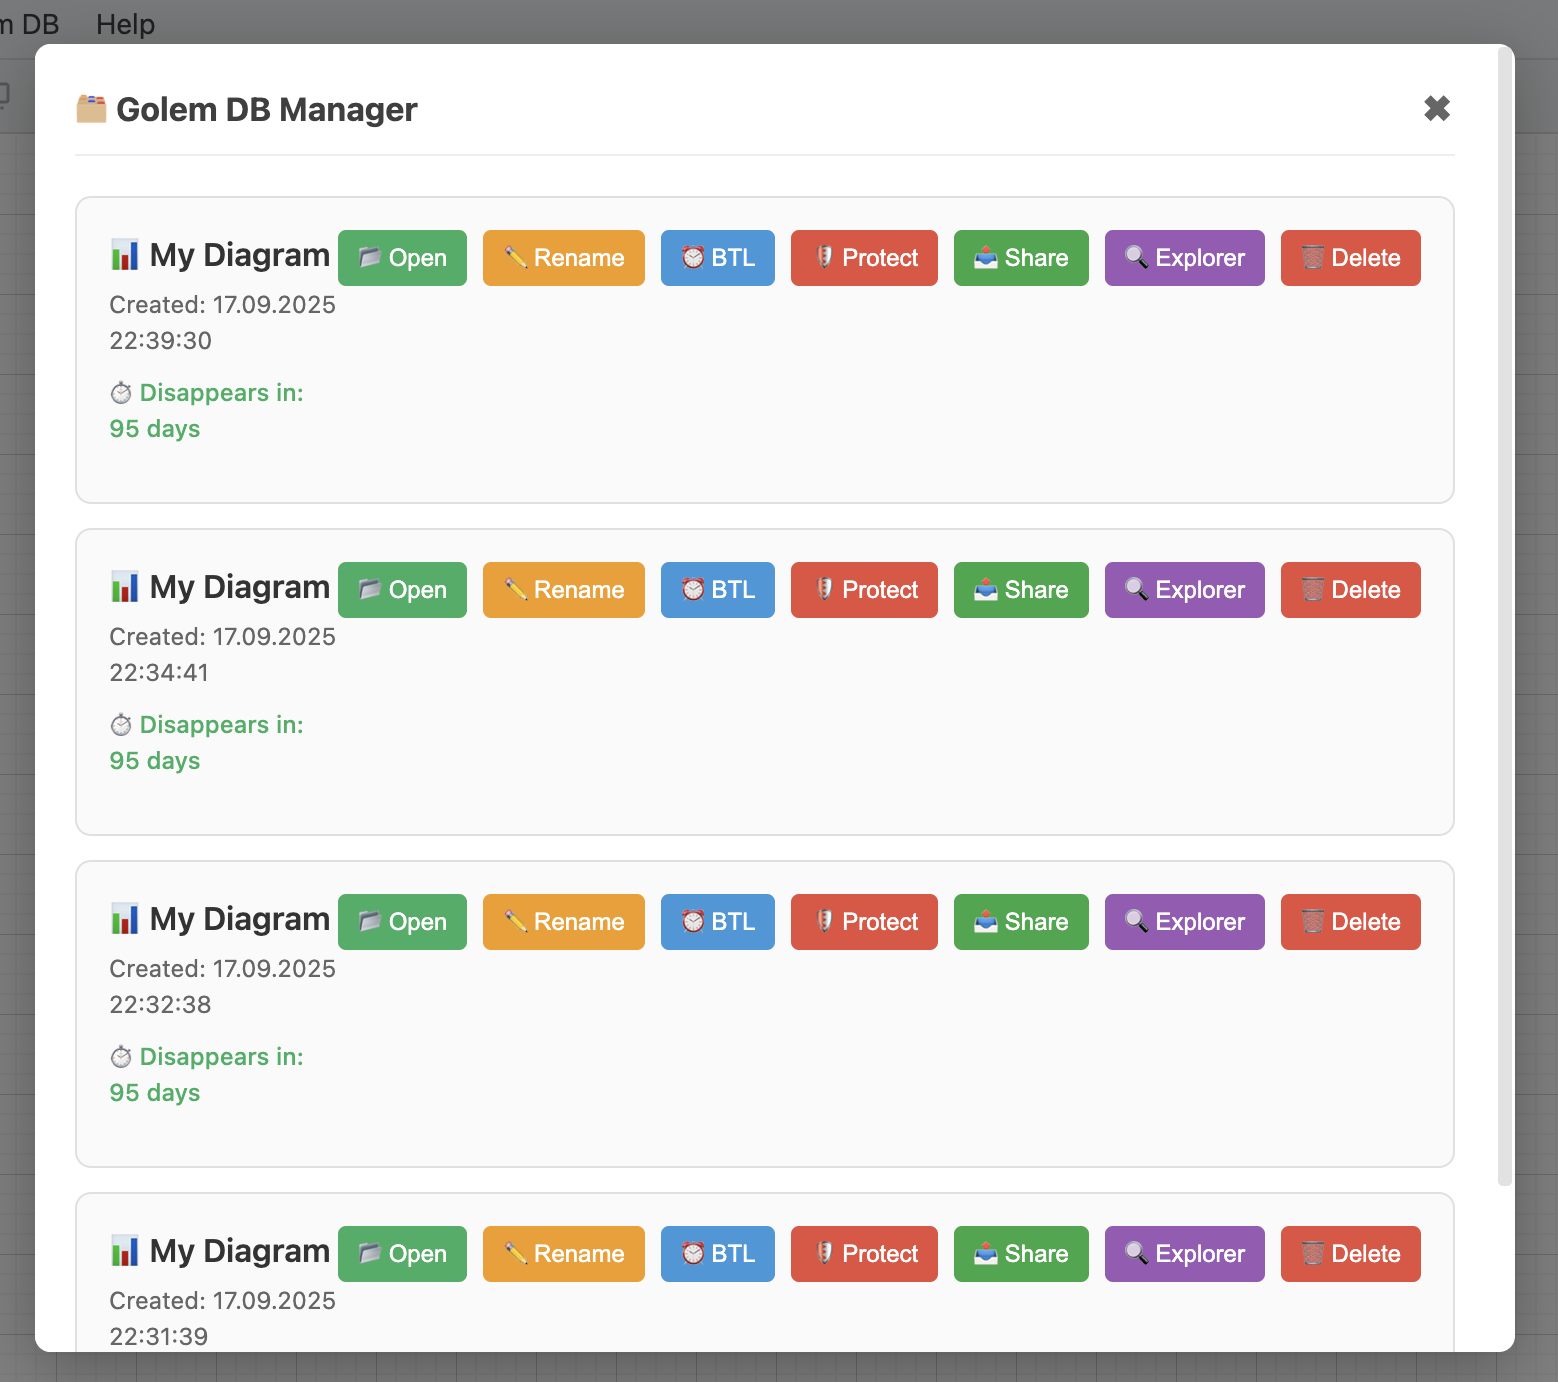 m DB Help
Golem DB Manager
My Diagram Open Rename BTL Protect Share Explorer Delete
Created: 17.09.2025
22:39:30
Disappears in:
95 days
My Diagram Open Rename BTL Protect Share Explorer Delete
Created: 17.09.2025
22:34:41
Disappears in:
95 days
My Diagram Open Rename BTL Protect Share Explorer Delete
Created: 17.09.2025
22:32:38
Disappears in:
95 days
My Diagram Open Rename BTL Protect Share Explorer Delete
Created: 17.09.2025
22:31:39